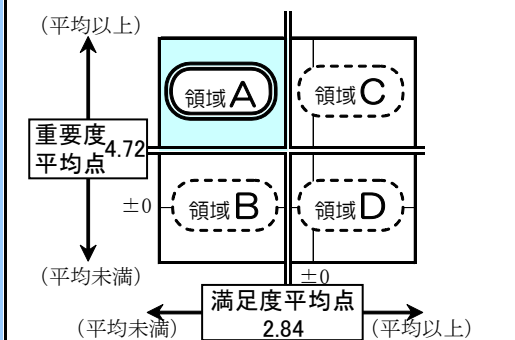 (平均以上)
領域A
領域C
重要度
平均点
4.72
±0
領域B
領域D
(平均未満)
±0
満足度平均点
2.84
(平均未満)
(平均以上)